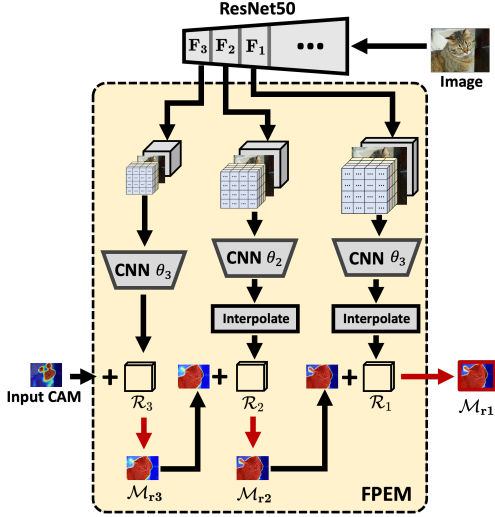 ResNet50
F₃ F₂ F₁ •••
Image
CNN θ₃ CNN θ₂ CNN θ₃
Interpolate Interpolate
Input CAM + + +
ℛ₃ ℛ₂ ℛ₁
ℳᵣ₁
ℳᵣ₃ ℳᵣ₂ FPEM